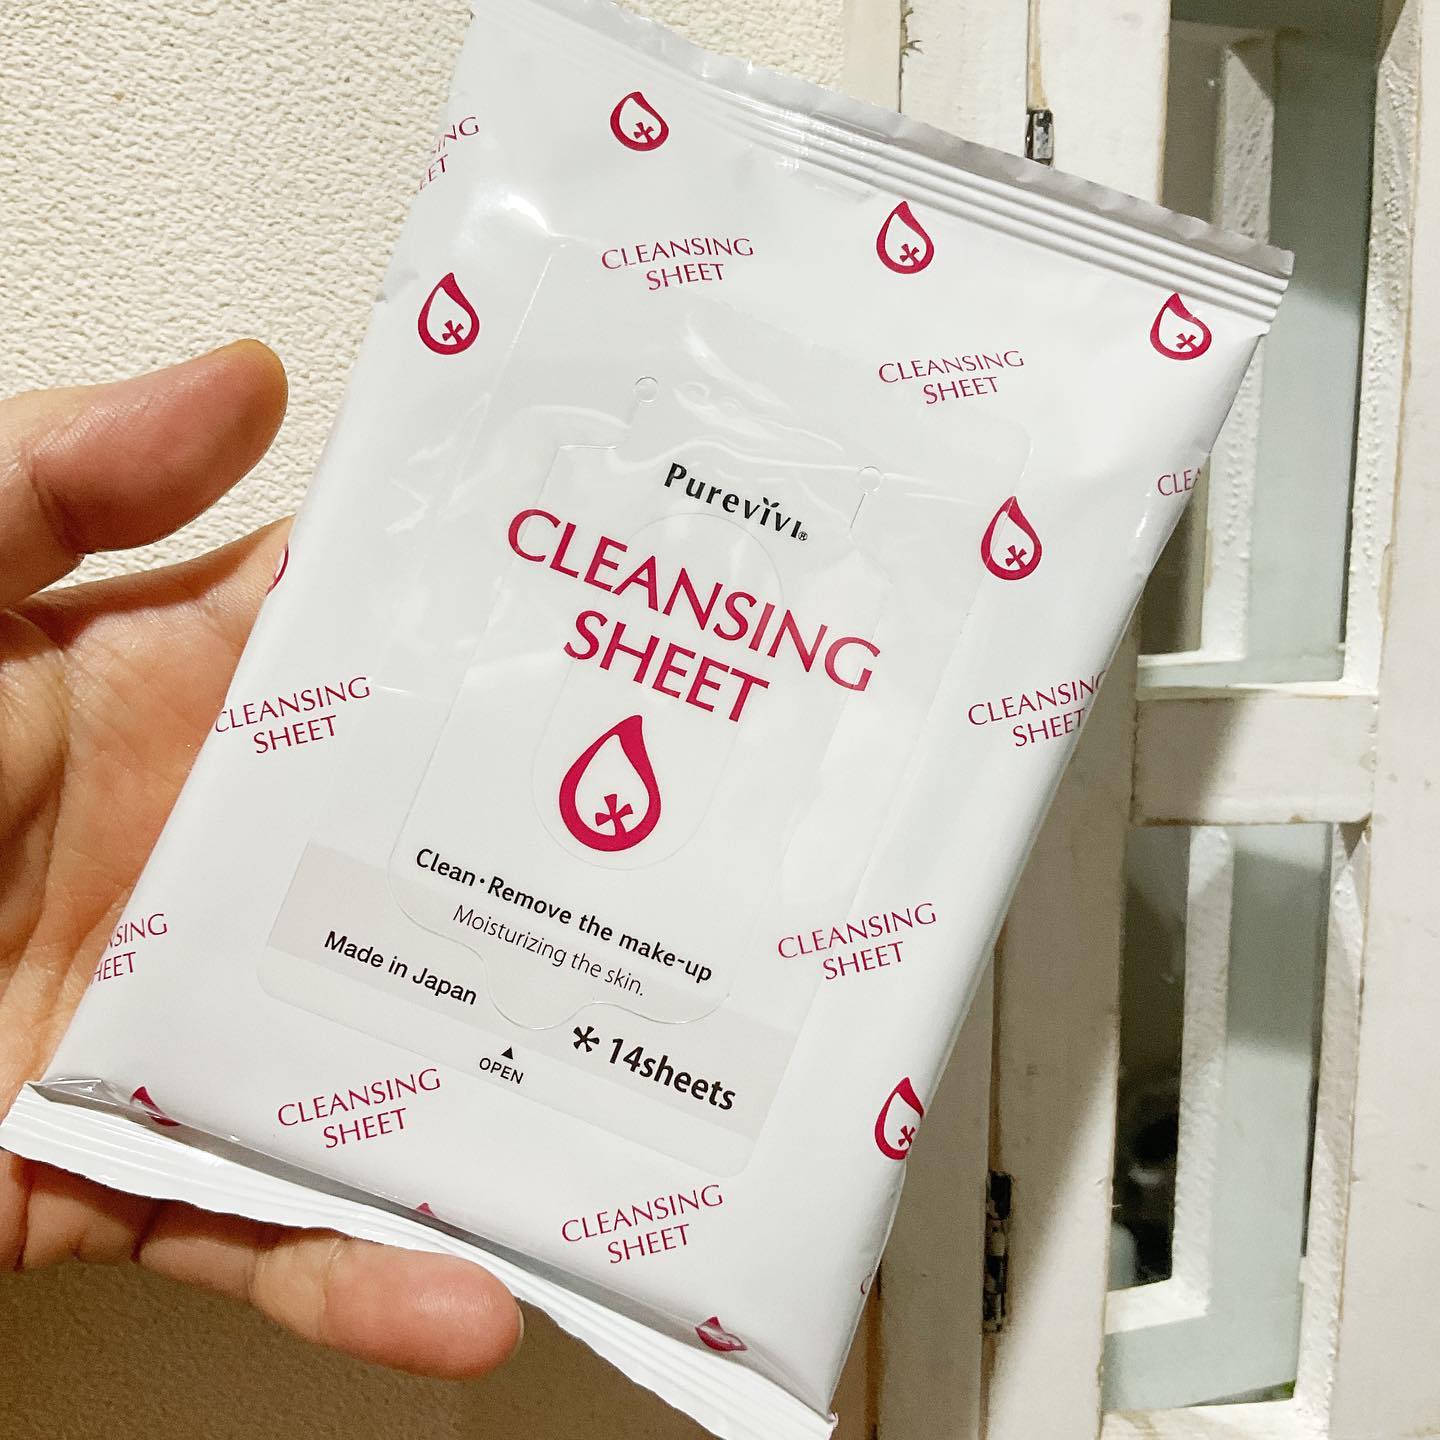 CLEANSING
SHEET
CLEANSING
SHEET
Purevivi®
CLEANSING
SHEET
Clean・Remove the make-up
Moisturizing the skin.
Made in Japan
* 14sheets
▲
OPEN
CLEANSING
SHEET
CLEANSING
SHEET
CLEANSING
SHEET
CLEANSING
SHEET
CLEANSING
SHEET